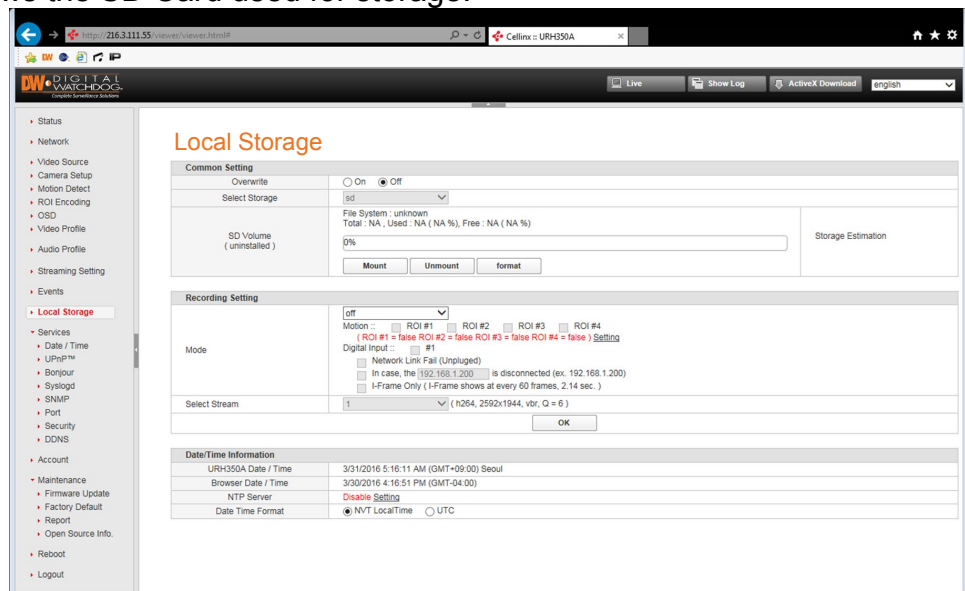 the SD Card used for storage.
http://216.3.111.55/viewer/viewer.html#
Cellinx :: URH350A
DW DIGITAL WATCHDOG
Complete Surveillance Solutions
Live
Show Log
ActiveX Download
english
Status
Network
Video Source
Camera Setup
Motion Detect
ROI Encoding
OSD
Video Profile
Audio Profile
Streaming Setting
Events
Local Storage
Services
Date / Time
UPnP™
Bonjour
Syslogd
SNMP
Port
Security
DDNS
Account
Maintenance
Firmware Update
Factory Default
Report
Open Source Info.
Reboot
Logout
Local Storage
Common Setting
Overwrite On Off
Select Storage sd
SD Volume
( uninstalled )
File System : unknown
Total : NA , Used : NA ( NA %), Free : NA ( NA %)
0%
Mount Unmount format
Storage Estimation
Recording Setting
Mode
off
Motion :: ROI #1 ROI #2 ROI #3 ROI #4
( ROI #1 = false ROI #2 = false ROI #3 = false ROI #4 = false ) Setting
Digital Input :: #1
Network Link Fail (Unpluged)
In case, the 192.168.1.200 is disconnected (ex. 192.168.1.200)
I-Frame Only ( I-Frame shows at every 60 frames, 2.14 sec. )
Select Stream 1 ( h264, 2592x1944, vbr, Q = 6 )
OK
Date/Time Information
URH350A Date / Time 3/31/2016 5:16:11 AM (GMT+09:00) Seoul
Browser Date / Time 3/30/2016 4:16:51 PM (GMT-04:00)
NTP Server Disable Setting
Date Time Format NVT LocalTime UTC